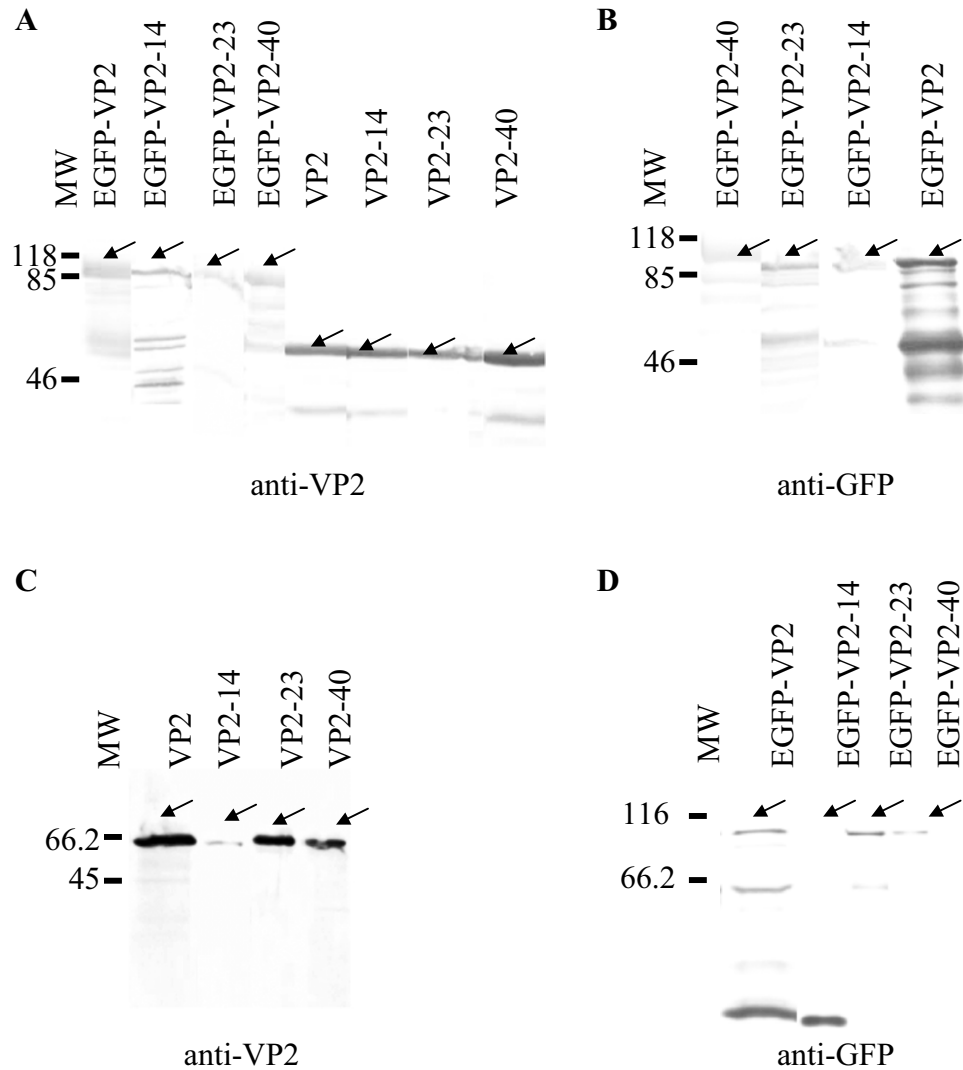 A
MW
EGFP-VP2
EGFP-VP2-14
EGFP-VP2-23
EGFP-VP2-40
VP2
VP2-14
VP2-23
VP2-40
118
85
46
anti-VP2
B
MW
EGFP-VP2-40
EGFP-VP2-23
EGFP-VP2-14
EGFP-VP2
118
85
46
anti-GFP
C
MW
VP2
VP2-14
VP2-23
VP2-40
66.2
45
anti-VP2
D
MW
EGFP-VP2
EGFP-VP2-14
EGFP-VP2-23
EGFP-VP2-40
116
66.2
anti-GFP